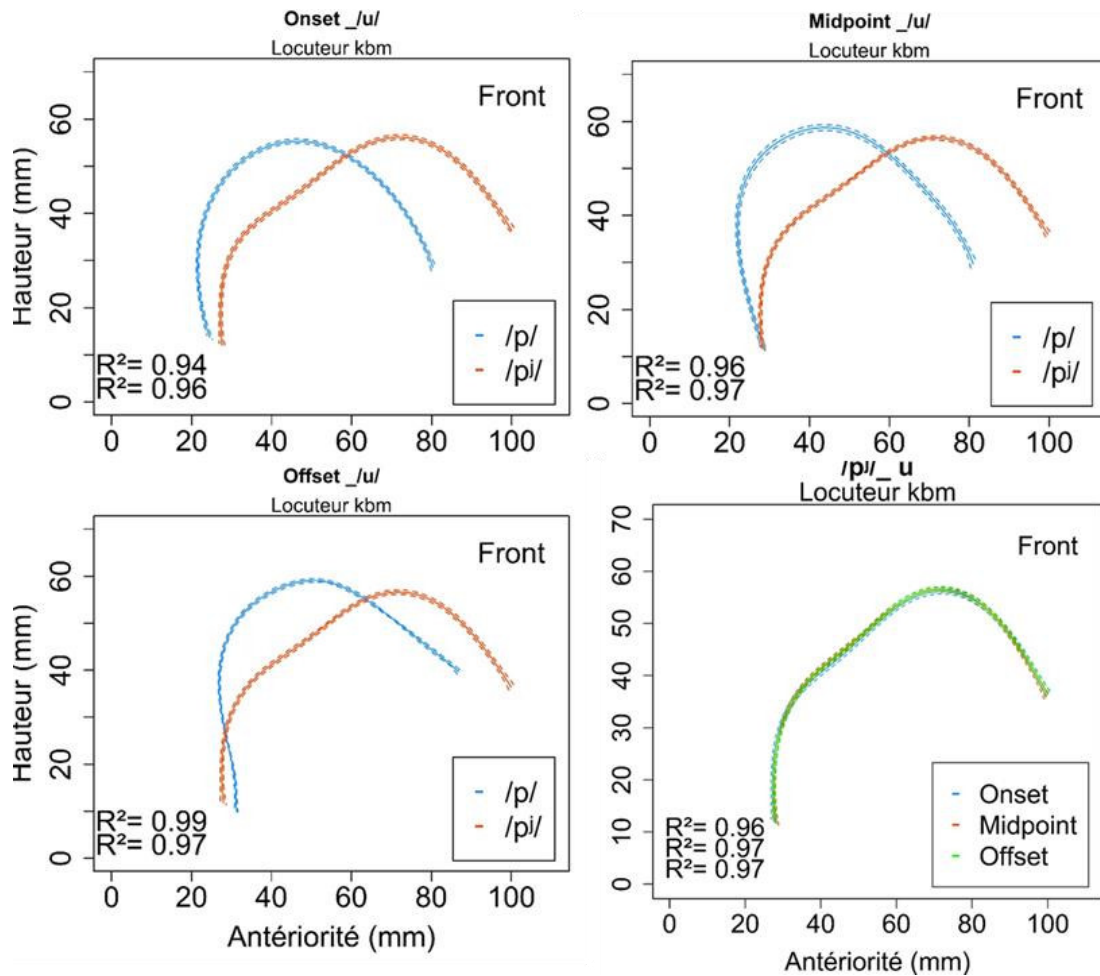 Onset _/u/
Locuteur kbm
Front
Hauteur (mm)
60
40
20
0
R²= 0.94
R²= 0.96
/p/
/pʲ/
0 20 40 60 80 100
Midpoint _/u/
Locuteur kbm
Front
60
40
20
0
R²= 0.96
R²= 0.97
/p/
/pʲ/
0 20 40 60 80 100
Offset _/u/
Locuteur kbm
Front
Hauteur (mm)
60
40
20
0
R²= 0.99
R²= 0.97
/p/
/pʲ/
0 20 40 60 80 100
Antériorité (mm)
/pʲ/_ u
Locuteur kbm
Front
70
60
50
40
30
20
10
0
R²= 0.96
R²= 0.97
R²= 0.97
Onset
Midpoint
Offset
0 20 40 60 80 100
Antériorité (mm)